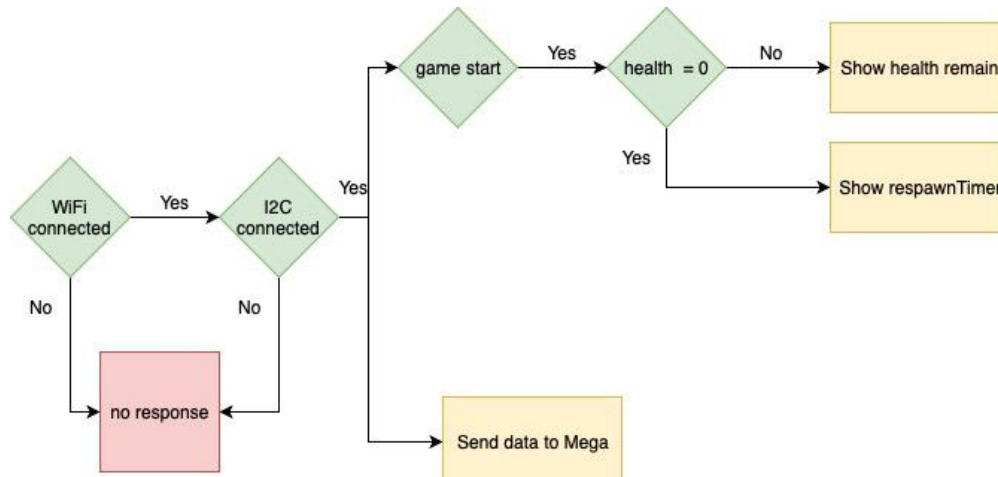 game start
Yes
health = 0
No
Show health remain
Yes
Show respawnTimer
WiFi
connected
Yes
I2C
connected
Yes
No
No
no response
Send data to Mega